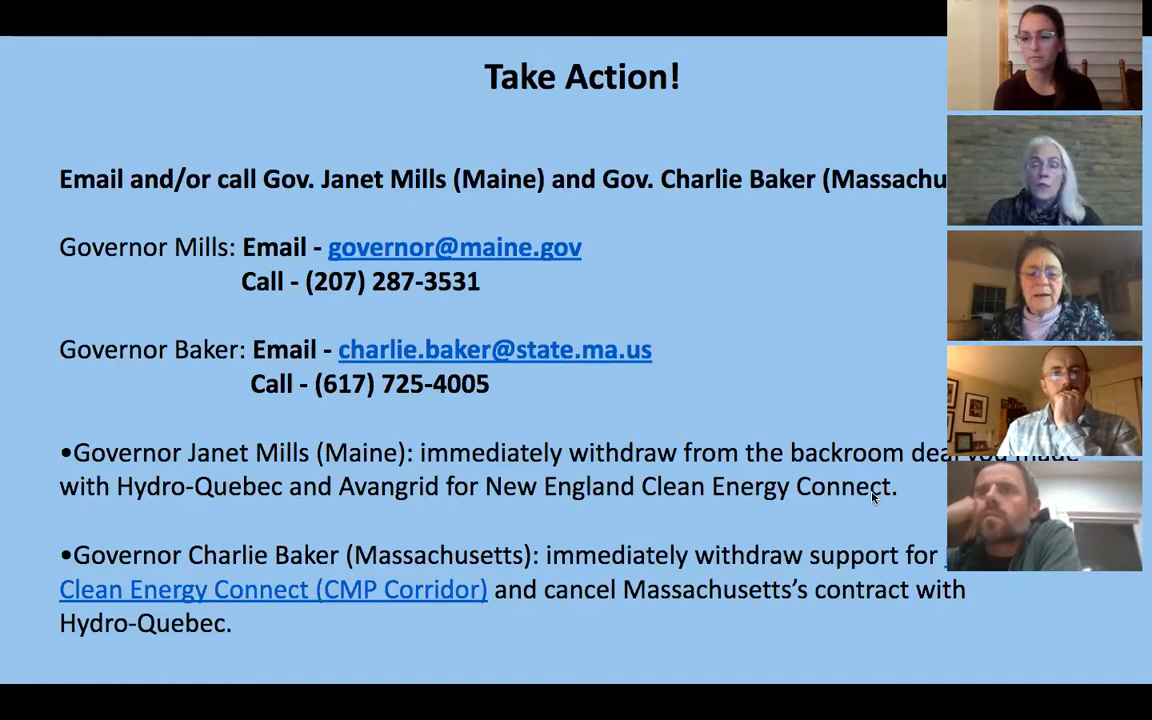 Take Action!
Email and/or call Gov. Janet Mills (Maine) and Gov. Charlie Baker (Massachu
Governor Mills: Email - governor@maine.gov
Call - (207) 287-3531
Governor Baker: Email - charlie.baker@state.ma.us
Call - (617) 725-4005
•Governor Janet Mills (Maine): immediately withdraw from the backroom deal you made
with Hydro-Quebec and Avangrid for New England Clean Energy Connect.
•Governor Charlie Baker (Massachusetts): immediately withdraw support for
Clean Energy Connect (CMP Corridor) and cancel Massachusetts's contract with
Hydro-Quebec.